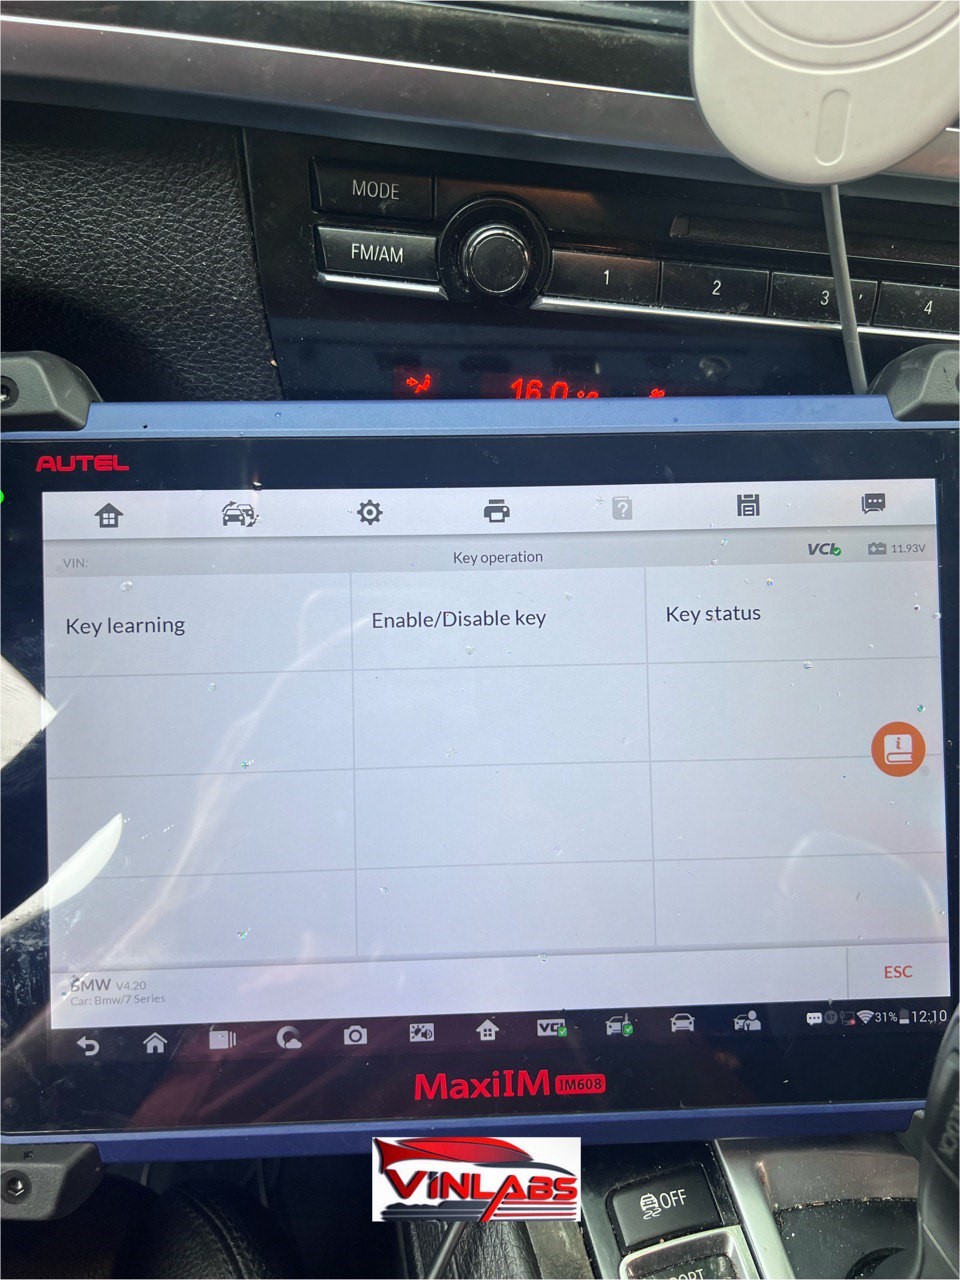 MODE
FM/AM
1
2
3
4
16.0 °C
AUTEL
VIN:
Key operation
VCI
11.93V
Key learning
Enable/Disable key
Key status
BMW V4.20
Car: Bmw/7 Series
ESC
VCI
31%
12:10
MaxiIM IM608
ViNLABS
OFF